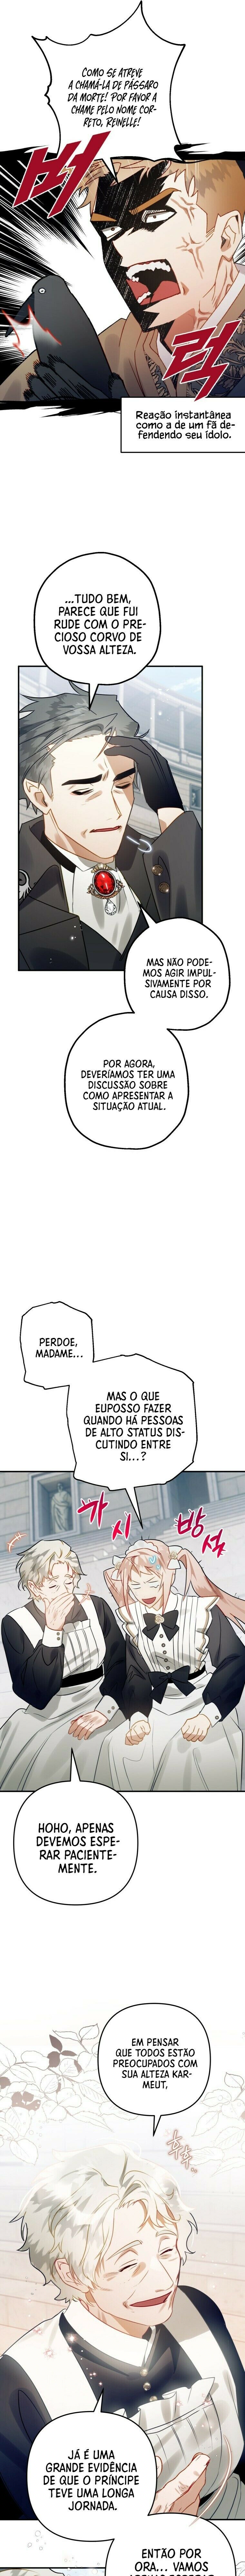 COMO SE ATREVE
A CHAMÁ-LA DE PÁSSARO
DA MORTE! POR FAVOR A
CHAME PELO NOME COR-
RETO, REINELLE!
버
럭
Reação instantânea
como a de um fã de-
fendendo seu ídolo.
...TUDO BEM,
PARECE QUE FUI
RUDE COM O PRE-
CIOSO CORVO DE
VOSSA ALTEZA.
MAS NÃO PODE-
MOS AGIR IMPUL-
SIVAMENTE POR
CAUSA DISSO.
POR AGORA,
DEVERÍAMOS TER UMA
DISCUSSÃO SOBRE
COMO APRESENTAR A
SITUAÇÃO ATUAL.
PERDOE,
MADAME...
MAS O QUE
EUPOSSO FAZER
QUANDO HÁ PESSOAS
DE ALTO STATUS DIS-
CUTINDO ENTRE
SI...?
가시
방석
HOHO, APENAS
DEVEMOS ESPE-
RAR PACIENTE-
MENTE.
EM PENSAR
QUE TODOS ESTÃO
PREOCUPADOS COM
SUA ALTEZA KAR-
MEUT,
JÁ É UMA
GRANDE EVIDÊNCIA
DE QUE O PRÍNCIPE
TEVE UMA LONGA
JORNADA.
ENTÃO POR
ORA... VAMOS